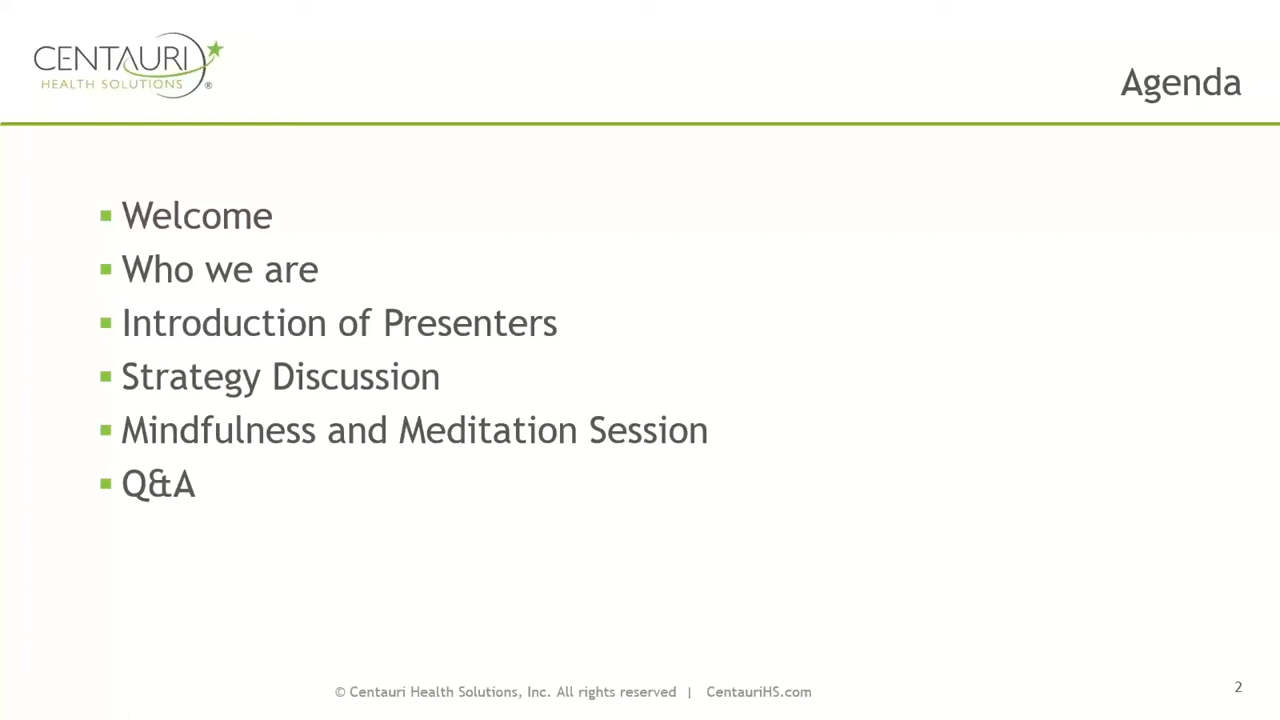 CENTAURI
HEALTH SOLUTIONS ®
Agenda
Welcome
Who we are
Introduction of Presenters
Strategy Discussion
Mindfulness and Meditation Session
Q&A
© Centauri Health Solutions, Inc. All rights reserved | CentauriHS.com
2